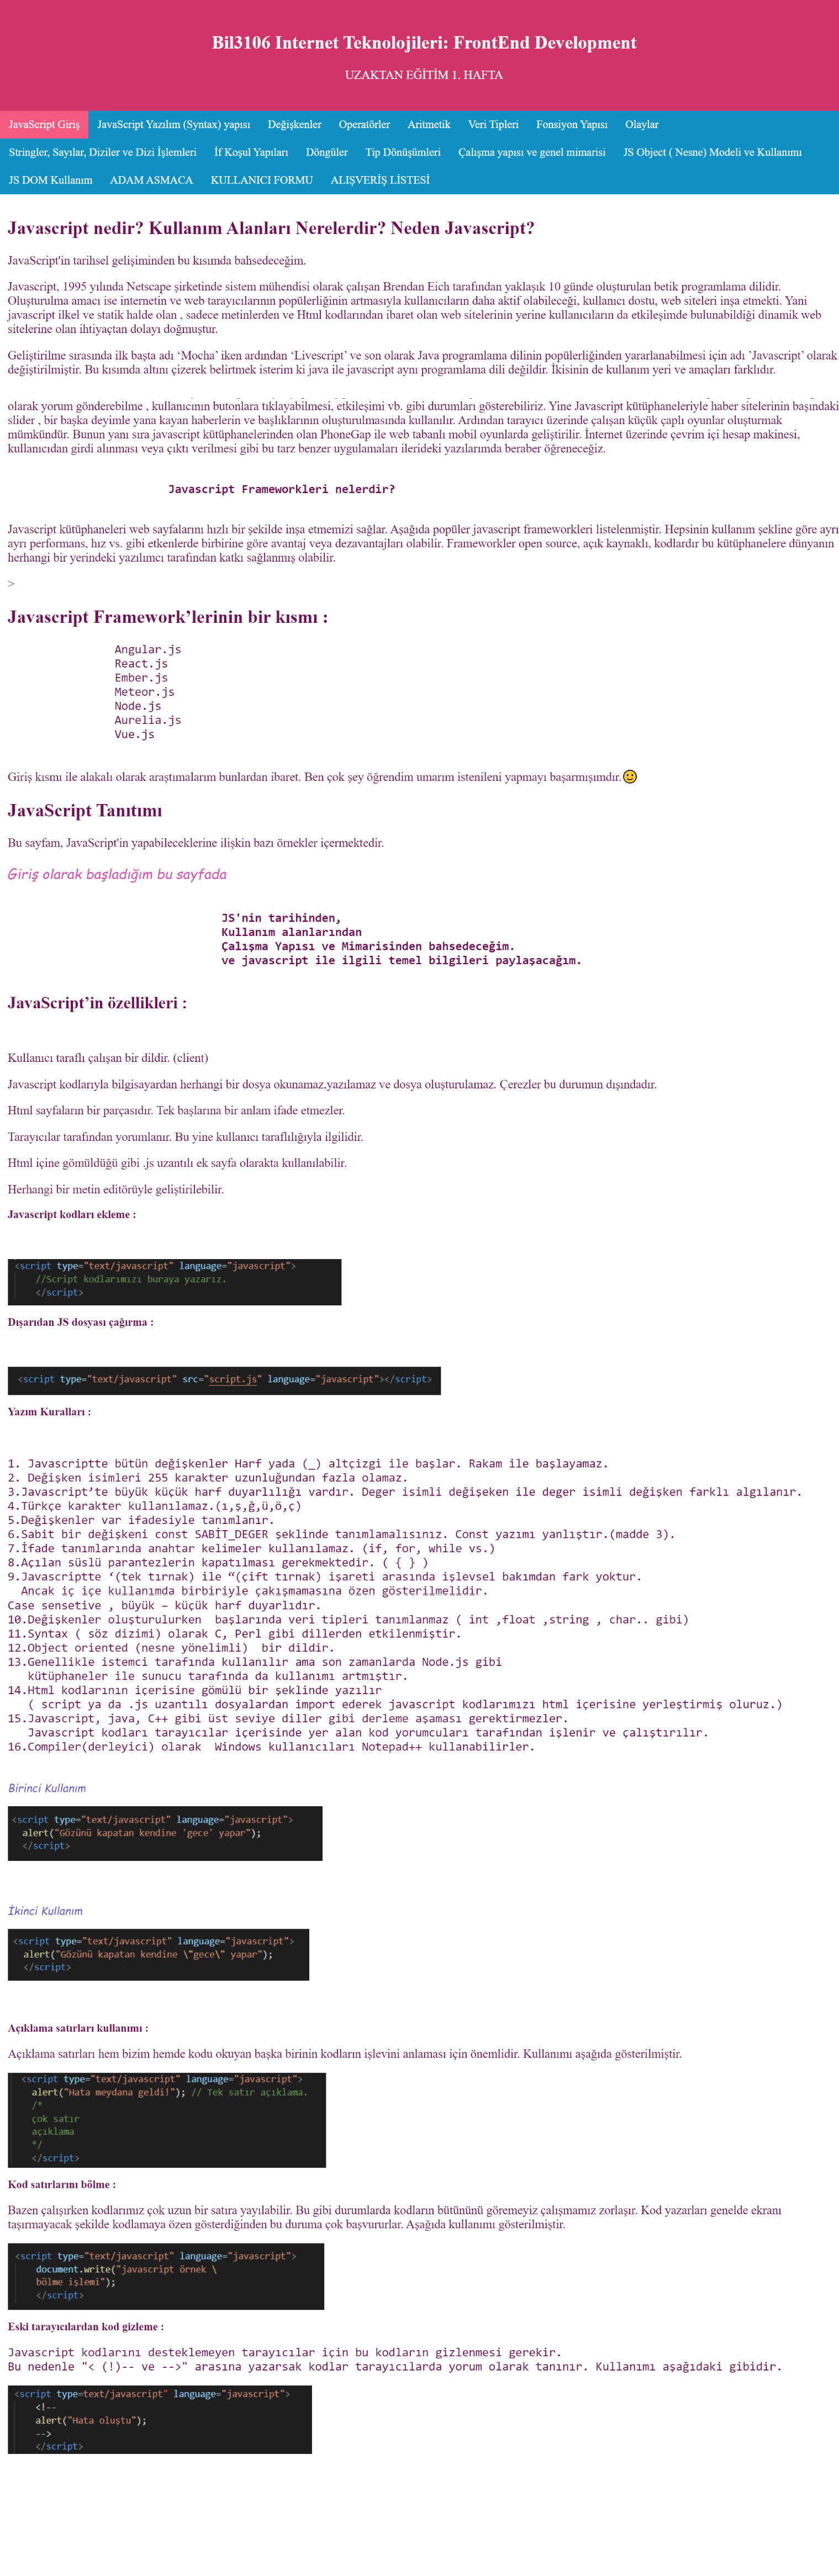 Bil3106 Internet Teknolojileri: FrontEnd Development
UZAKTAN EĞİTİM 1. HAFTA
JavaScript Giriş JavaScript Yazılım (Syntax) yapısı Değişkenler Operatörler Aritmetik Veri Tipleri Fonsiyon Yapısı Olaylar
Stringler, Sayılar, Diziler ve Dizi İşlemleri İf Koşul Yapıları Döngüler Tip Dönüşümleri Çalışma yapısı ve genel mimarisi JS Object ( Nesne) Modeli ve Kullanımı
JS DOM Kullanım ADAM ASMACA KULLANICI FORMU ALIŞVERİŞ LİSTESİ
Javascript nedir? Kullanım Alanları Nerelerdir? Neden Javascript?
JavaScript'in tarihsel gelişiminden bu kısımda bahsedeceğim.
Javascript, 1995 yılında Netscape şirketinde sistem mühendisi olarak çalışan Brendan Eich tarafından yaklaşık 10 günde oluşturulan betik programlama dilidir.
Oluşturulma amacı ise internetin ve web tarayıcılarının popülerliğinin artmasıyla kullanıcıların daha aktif olabileceği, kullanıcı dostu, web siteleri inşa etmekti. Yani
javascript ilkel ve statik halde olan , sadece metinlerden ve Html kodlarından ibaret olan web sitelerinin yerine kullanıcıların da etkileşimde bulunabildiği dinamik web
sitelerine olan ihtiyaçtan dolayı doğmuştur.
Geliştirilme sırasında ilk başta adı ‘Mocha’ iken ardından ‘Livescript’ ve son olarak Java programlama dilinin popülerliğinden yararlanabilmesi için adı ’Javascript’ olarak
değiştirilmiştir. Bu kısımda altını çizerek belirtmek isterim ki java ile javascript aynı programlama dili değildir. İkisinin de kullanım yeri ve amaçları farklıdır.
olarak yorum gönderebilme , kullanıcının butonlara tıklayabilmesi, etkileşimi vb. gibi durumları gösterebiliriz. Yine Javascript kütüphaneleriyle haber sitelerinin başındaki
slider , bir başka deyimle yana kayan haberlerin ve başlıklarının oluşturulmasında kullanılır. Ardından tarayıcı üzerinde çalışan küçük çaplı oyunlar oluşturmak
mümkündür. Bunun yanı sıra javascript kütüphanelerinden olan PhoneGap ile web tabanlı mobil oyunlarda geliştirilir. İnternet üzerinde çevrim içi hesap makinesi,
kullanıcıdan girdi alınması veya çıktı verilmesi gibi bu tarz benzer uygulamaları ilerideki yazılarımda beraber öğreneceğiz.
Javascript Frameworkleri nelerdir?
Javascript kütüphaneleri web sayfalarını hızlı bir şekilde inşa etmemizi sağlar. Aşağıda popüler javascript frameworkleri listelenmiştir. Hepsinin kullanım şekline göre ayrı
ayrı performans, hız vs. gibi etkenlerde birbirine göre avantaj veya dezavantajları olabilir. Frameworkler open source, açık kaynaklı, kodlardır bu kütüphanelere dünyanın
herhangi bir yerindeki yazılımcı tarafından katkı sağlanmış olabilir.
>
Javascript Framework’lerinin bir kısmı :
Angular.js
React.js
Ember.js
Meteor.js
Node.js
Aurelia.js
Vue.js
Giriş kısmı ile alakalı olarak araştımalarım bunlardan ibaret. Ben çok şey öğrendim umarım istenileni yapmayı başarmışımdır.🙂
JavaScript Tanıtımı
Bu sayfam, JavaScript'in yapabileceklerine ilişkin bazı örnekler içermektedir.
Giriş olarak başladığım bu sayfada
JS'nin tarihinden,
Kullanım alanlarından
Çalışma Yapısı ve Mimarisinden bahsedeceğim.
ve javascript ile ilgili temel bilgileri paylaşacağım.
JavaScript’in özellikleri :
Kullanıcı taraflı çalışan bir dildir. (client)
Javascript kodlarıyla bilgisayardan herhangi bir dosya okunamaz,yazılamaz ve dosya oluşturulamaz. Çerezler bu durumun dışındadır.
Html sayfaların bir parçasıdır. Tek başlarına bir anlam ifade etmezler.
Tarayıcılar tarafından yorumlanır. Bu yine kullanıcı taraflılığıyla ilgilidir.
Html içine gömüldüğü gibi .js uzantılı ek sayfa olarakta kullanılabilir.
Herhangi bir metin editörüyle geliştirilebilir.
Javascript kodları ekleme :
<script type="text/javascript" language="javascript">
//Script kodlarımızı buraya yazarız.
</script>
Dışarıdan JS dosyası çağırma :
<script type="text/javascript" src="script.js" language="javascript"></script>
Yazım Kuralları :
1. Javascriptte bütün değişkenler Harf yada (_) altçizgi ile başlar. Rakam ile başlayamaz.
2. Değişken isimleri 255 karakter uzunluğundan fazla olamaz.
3.Javascript’te büyük küçük harf duyarlılığı vardır. Deger isimli değişeken ile deger isimli değişken farklı algılanır.
4.Türkçe karakter kullanılamaz.(ı,ş,ğ,ü,ö,ç)
5.Değişkenler var ifadesiyle tanımlanır.
6.Sabit bir değişkeni const SABİT_DEGER şeklinde tanımlamalısınız. Const yazımı yanlıştır.(madde 3).
7.İfade tanımlarında anahtar kelimeler kullanılamaz. (if, for, while vs.)
8.Açılan süslü parantezlerin kapatılması gerekmektedir. ( { } )
9.Javascriptte ‘(tek tırnak) ile “(çift tırnak) işareti arasında işlevsel bakımdan fark yoktur.
Ancak iç içe kullanımda birbiriyle çakışmamasına özen gösterilmelidir.
Case sensetive , büyük – küçük harf duyarlıdır.
10.Değişkenler oluşturulurken başlarında veri tipleri tanımlanmaz ( int ,float ,string , char.. gibi)
11.Syntax ( söz dizimi) olarak C, Perl gibi dillerden etkilenmiştir.
12.Object oriented (nesne yönelimli) bir dildir.
13.Genellikle istemci tarafında kullanılır ama son zamanlarda Node.js gibi
kütüphaneler ile sunucu tarafında da kullanımı artmıştır.
14.Html kodlarının içerisine gömülü bir şeklinde yazılır
( script ya da .js uzantılı dosyalardan import ederek javascript kodlarımızı html içerisine yerleştirmiş oluruz.)
15.Javascript, java, C++ gibi üst seviye diller gibi derleme aşaması gerektirmezler.
Javascript kodları tarayıcılar içerisinde yer alan kod yorumcuları tarafından işlenir ve çalıştırılır.
16.Compiler(derleyici) olarak Windows kullanıcıları Notepad++ kullanabilirler.
Birinci Kullanım
<script type="text/javascript" language="javascript">
alert("Gözünü kapatan kendine 'gece' yapar");
</script>
İkinci Kullanım
<script type="text/javascript" language="javascript">
alert("Gözünü kapatan kendine \"gece\" yapar");
</script>
Açıklama satırları kullanımı :
Açıklama satırları hem bizim hemde kodu okuyan başka birinin kodların işlevini anlaması için önemlidir. Kullanımı aşağıda gösterilmiştir.
<script type="text/javascript" language="javascript">
alert("Hata meydana geldi!"); // Tek satır açıklama.
/*
çok satır
açıklama
*/
</script>
Kod satırlarını bölme :
Bazen çalışırken kodlarımız çok uzun bir satıra yayılabilir. Bu gibi durumlarda kodların bütününü göremeyiz çalışmamız zorlaşır. Kod yazarları genelde ekranı
taşırmayacak şekilde kodlamaya özen gösterdiğinden bu duruma çok başvururlar. Aşağıda kullanımı gösterilmiştir.
<script type="text/javascript" language="javascript">
document.write("javascript örnek \
bölme işlemi");
</script>
Eski tarayıcılardan kod gizleme :
Javascript kodlarını desteklemeyen tarayıcılar için bu kodların gizlenmesi gerekir.
Bu nedenle "< (!)-- ve -->" arasına yazarsak kodlar tarayıcılarda yorum olarak tanınır. Kullanımı aşağıdaki gibidir.
<script type=text/javascript" language="javascript">
<!--
alert("Hata oluştu");
-->
</script>